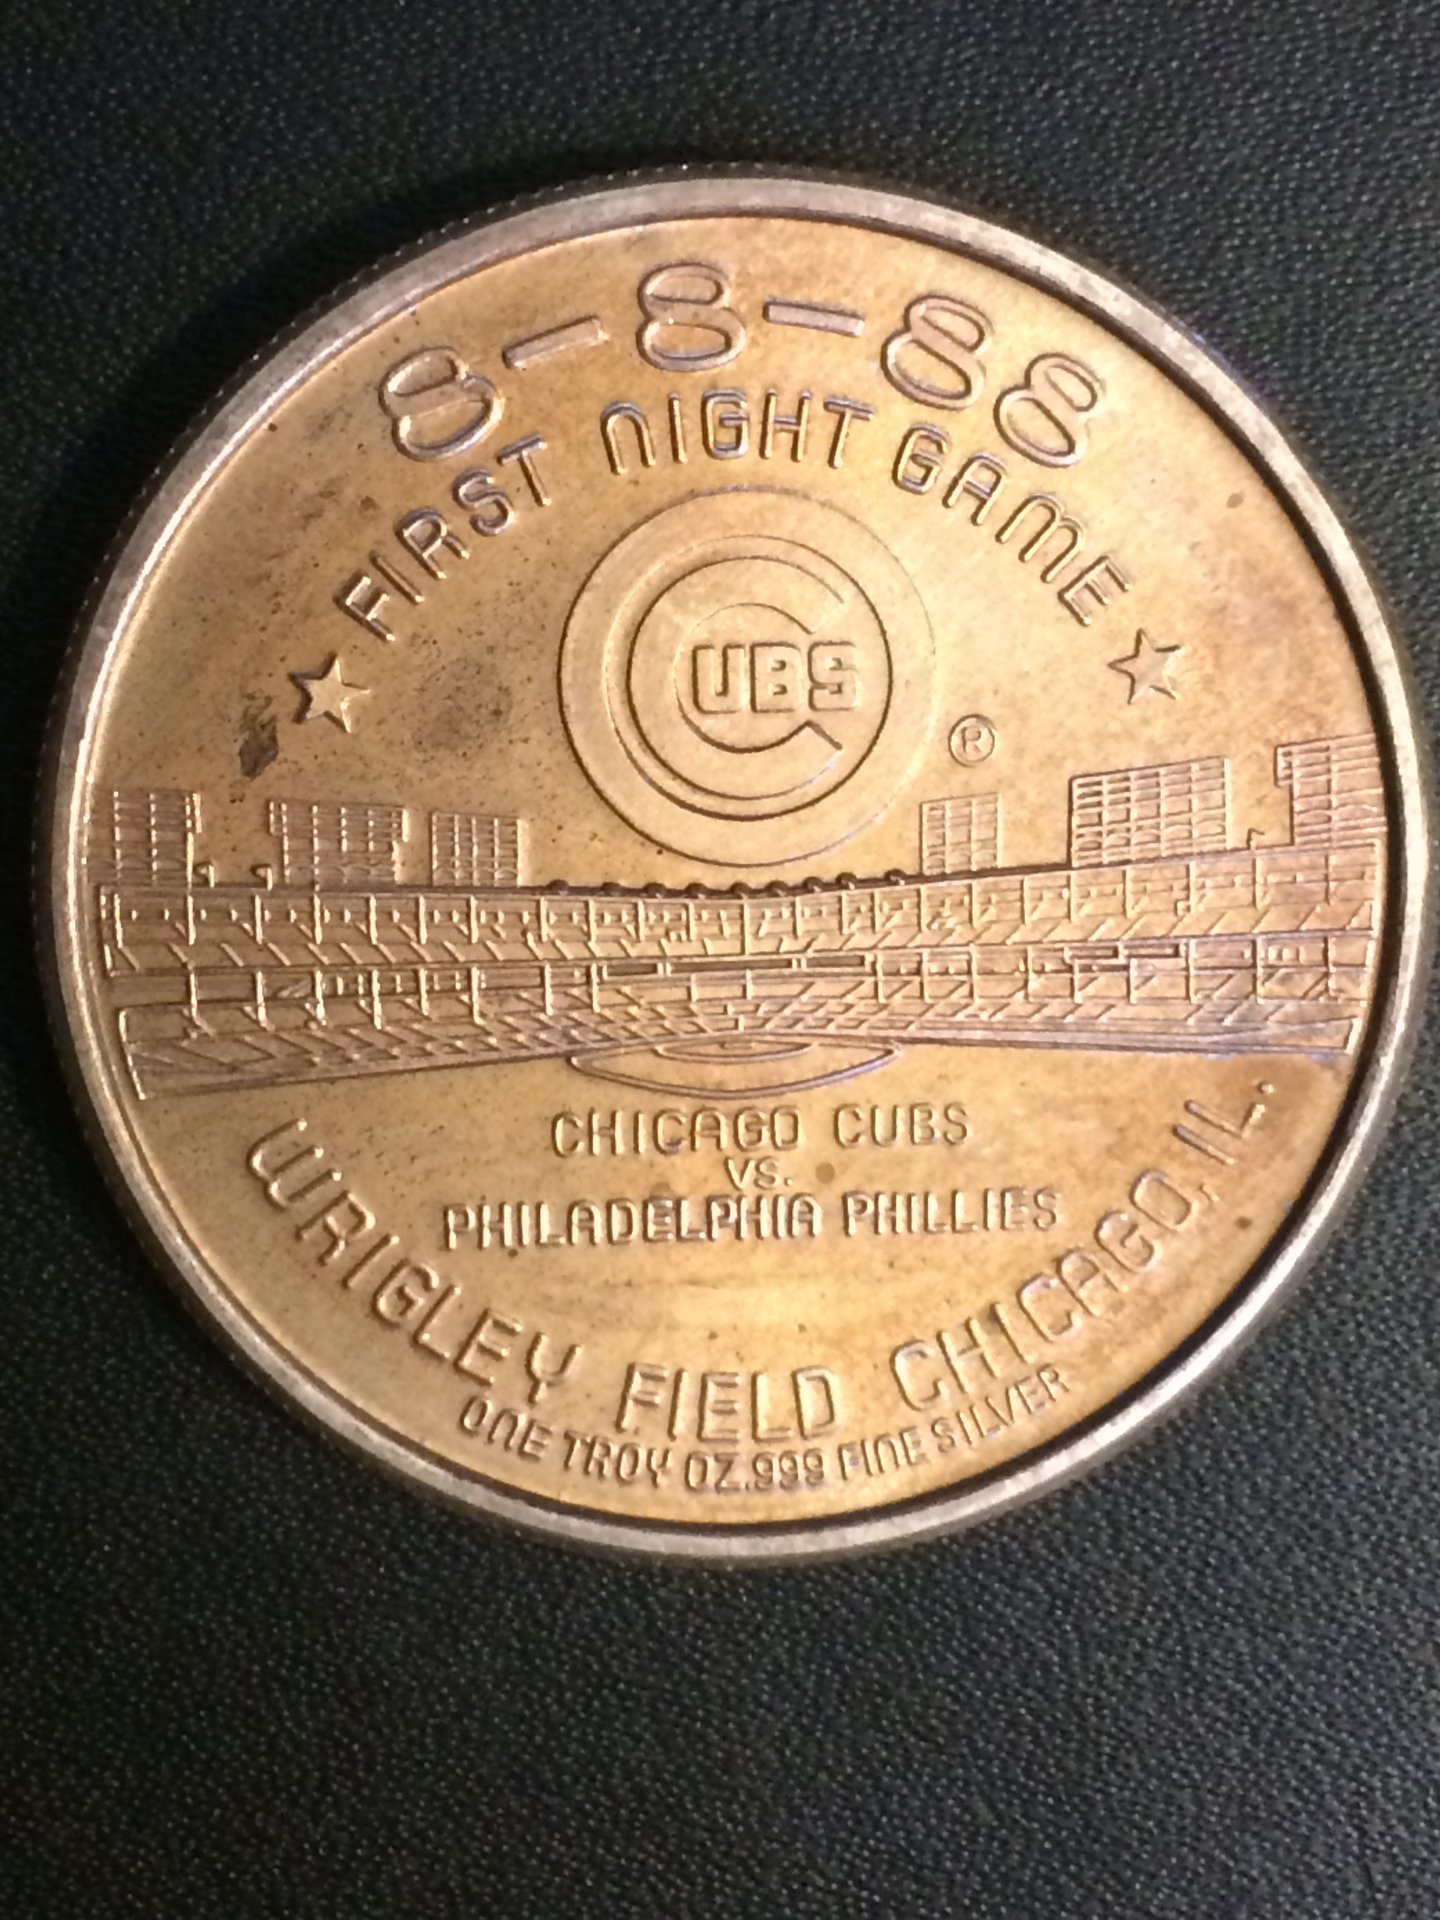 8-8-88
FIRST NIGHT GAME
CUBS
®
CHICAGO CUBS
VS.
PHILADELPHIA PHILLIES
WRIGLEY FIELD CHICAGO, IL.
ONE TROY OZ. .999 FINE SILVER